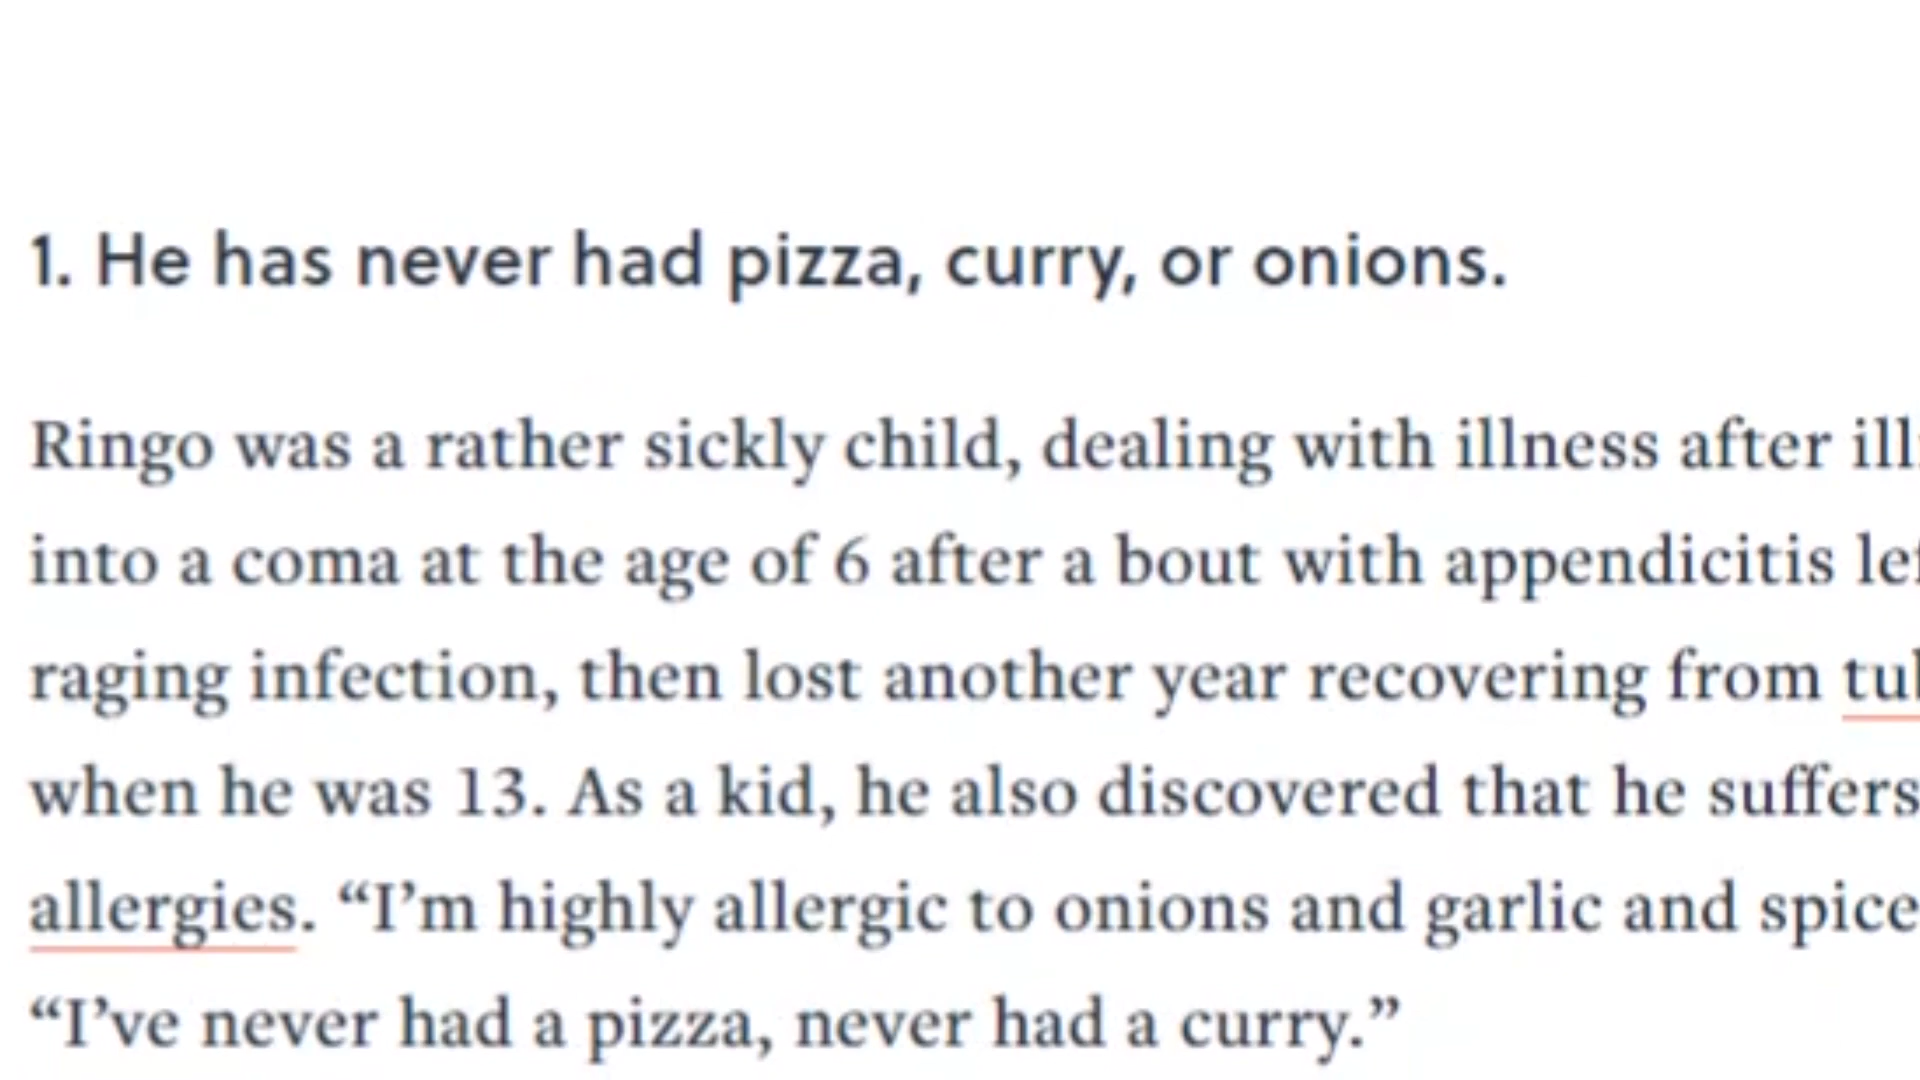 1. He has never had pizza, curry, or onions.
Ringo was a rather sickly child, dealing with illness after
into a coma at the age of 6 after a bout with appendicitis
raging infection, then lost another year recovering from
when he was 13. As a kid, he also discovered that he suffers
allergies. “I’m highly allergic to onions and garlic and spice
“I’ve never had a pizza, never had a curry.”